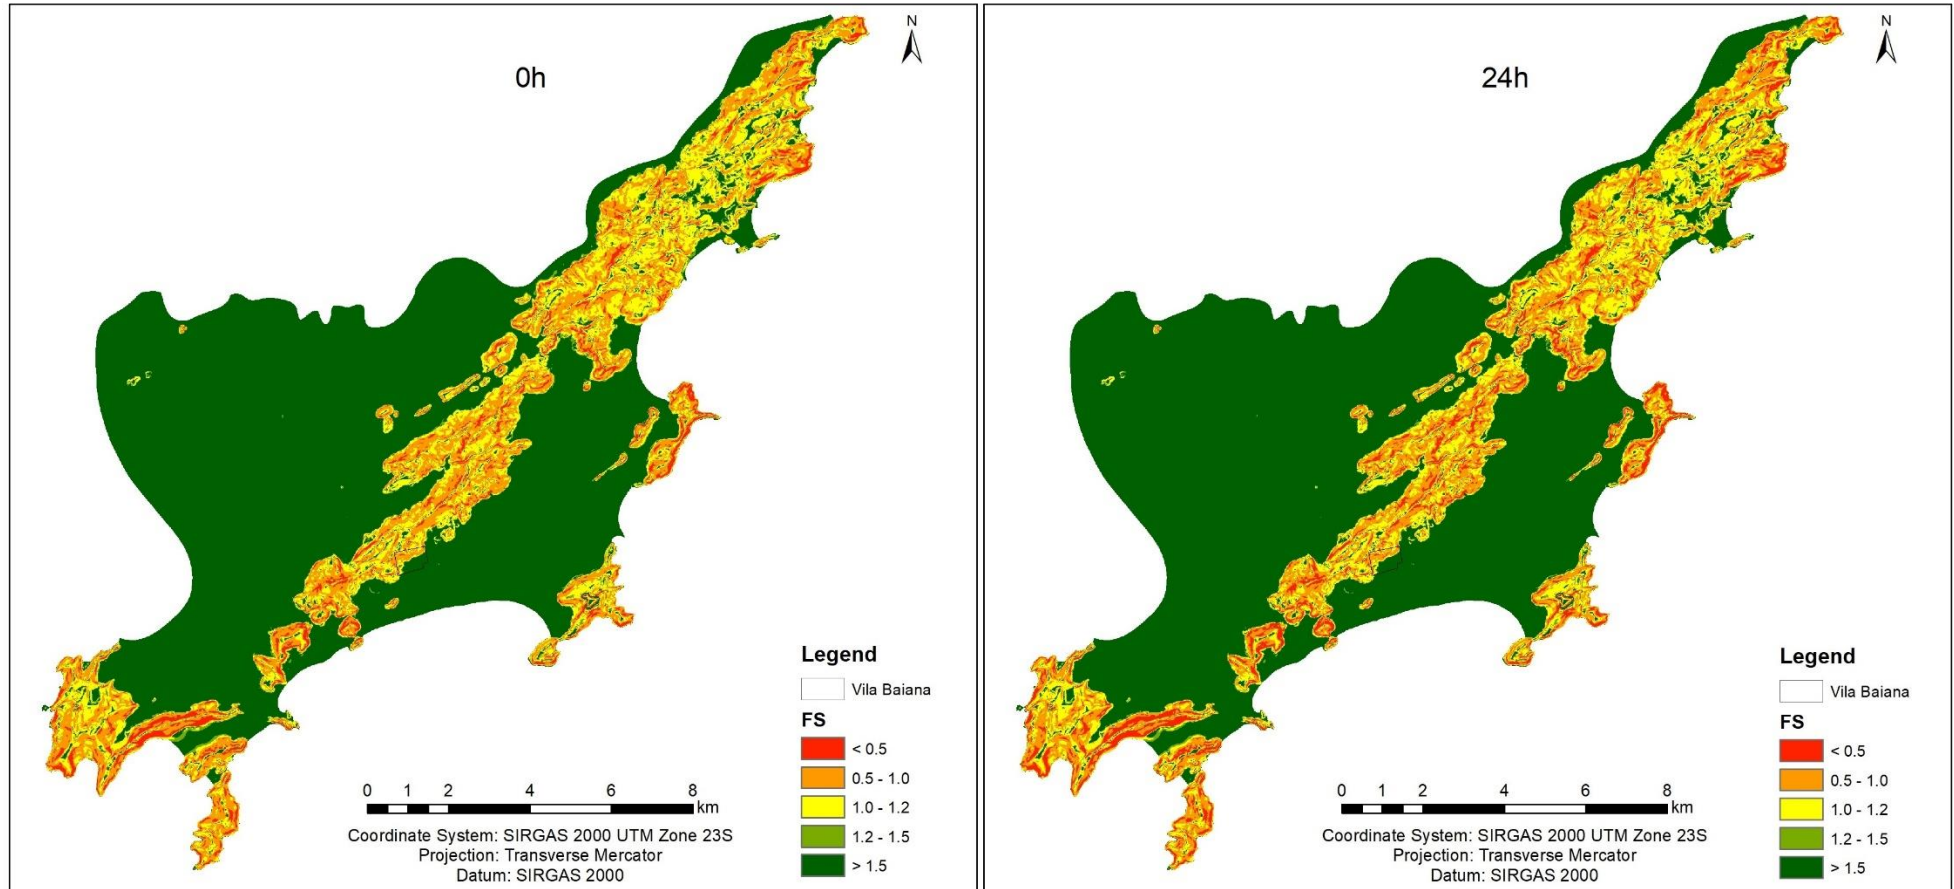 N
0h
Legend
Vila Baiana
FS
< 0.5
0.5 - 1.0
1.0 - 1.2
1.2 - 1.5
> 1.5
0 1 2 4 6 8
km
Coordinate System: SIRGAS 2000 UTM Zone 23S
Projection: Transverse Mercator
Datum: SIRGAS 2000
N
24h
Legend
Vila Baiana
FS
< 0.5
0.5 - 1.0
1.0 - 1.2
1.2 - 1.5
> 1.5
0 1 2 4 6 8
km
Coordinate System: SIRGAS 2000 UTM Zone 23S
Projection: Transverse Mercator
Datum: SIRGAS 2000